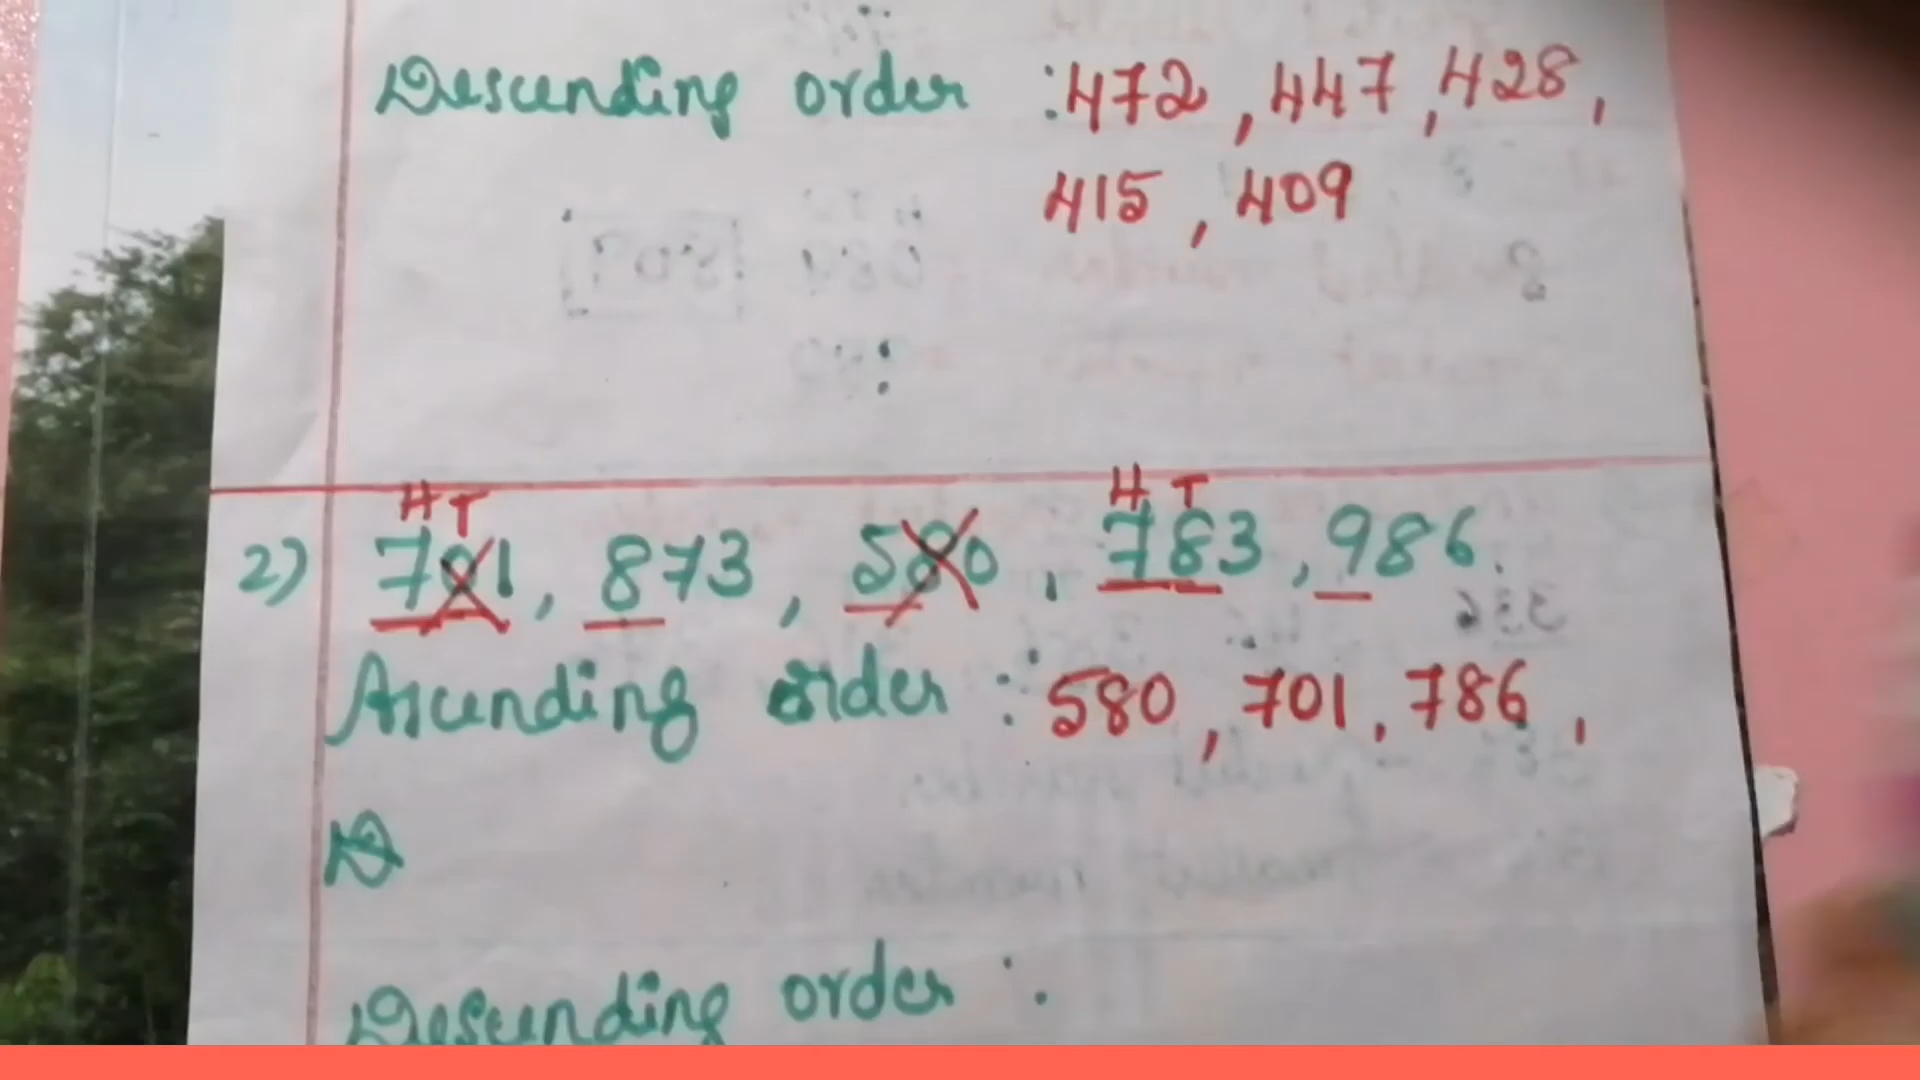 Descending order : 472, 447, 428,
415, 409
H T H T
2) 701, 873, 580, 783, 986.
Ascending order : 580, 701, 786,
D
Descending order :